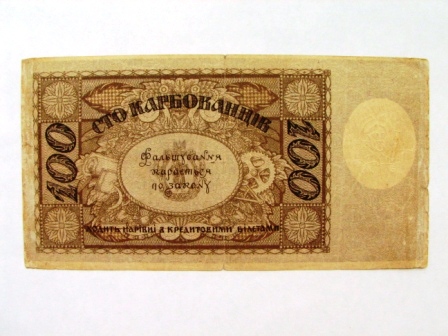 СТО КАРБОВАНЦІВ
100
100
Фальшування
карається
по закону
ХОДИТЬ НАРІВНІ З КРЕДИТОВИМИ БІЛЕТАМИ